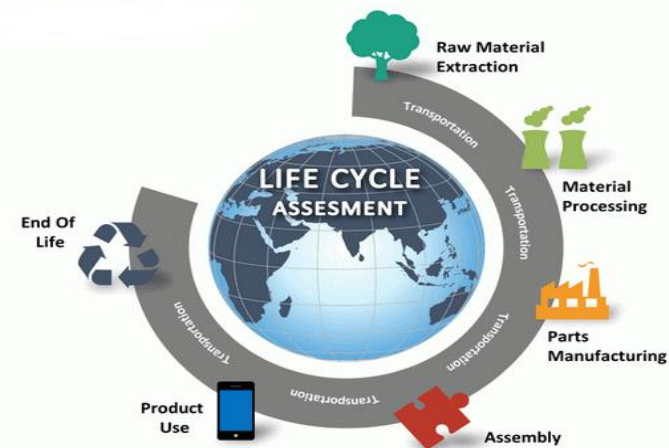 Raw Material
Extraction
Transportation
Material
Processing
Transportation
Parts
Manufacturing
Transportation
Assembly
Transportation
Product
Use
Transportation
End Of
Life
LIFE CYCLE
ASSESMENT